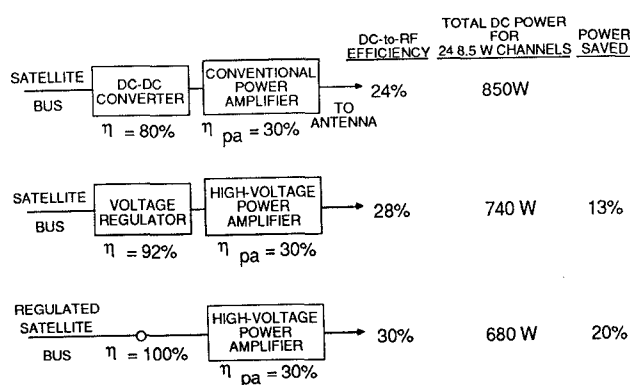 DC-to-RF EFFICIENCY
TOTAL DC POWER FOR 24 8.5 W CHANNELS
POWER SAVED
SATELLITE BUS
DC-DC CONVERTER
η = 80%
CONVENTIONAL POWER AMPLIFIER
η pa = 30%
TO ANTENNA
24%
850W
SATELLITE BUS
VOLTAGE REGULATOR
η = 92%
HIGH-VOLTAGE POWER AMPLIFIER
η pa = 30%
28%
740 W
13%
REGULATED SATELLITE BUS
η = 100%
HIGH-VOLTAGE POWER AMPLIFIER
η pa = 30%
30%
680 W
20%